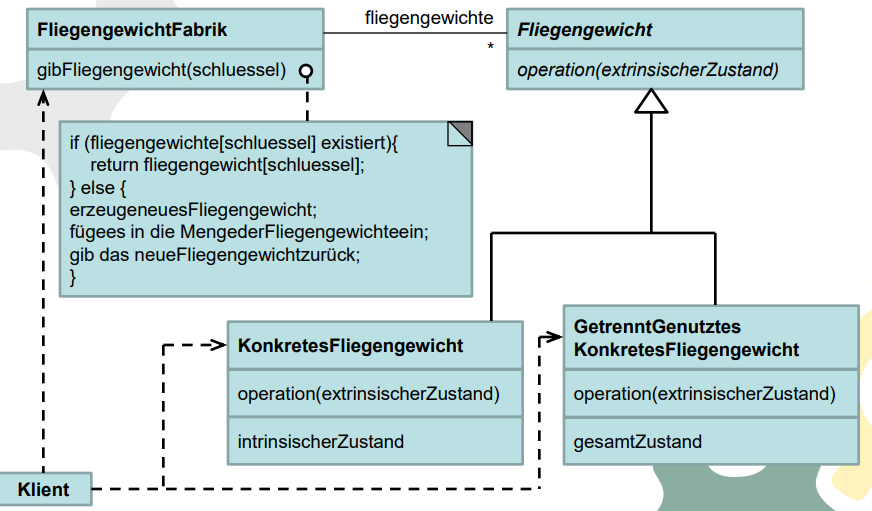 FliegengewichtFabrik
gibFliegengewicht(schluessel)
fliegengewichte
*
Fliegengewicht
operation(extrinsischerZustand)
if (fliegengewichte[schluessel] existiert){
return fliegengewicht[schluessel];
} else {
erzeugeneuesFliegengewicht;
fügees in die MengederFliegengewichteein;
gib das neueFliegengewichtzurück;
}
KonkretesFliegengewicht
operation(extrinsischerZustand)
intrinsischerZustand
GetrenntGenutztes
KonkretesFliegengewicht
operation(extrinsischerZustand)
gesamtZustand
Klient